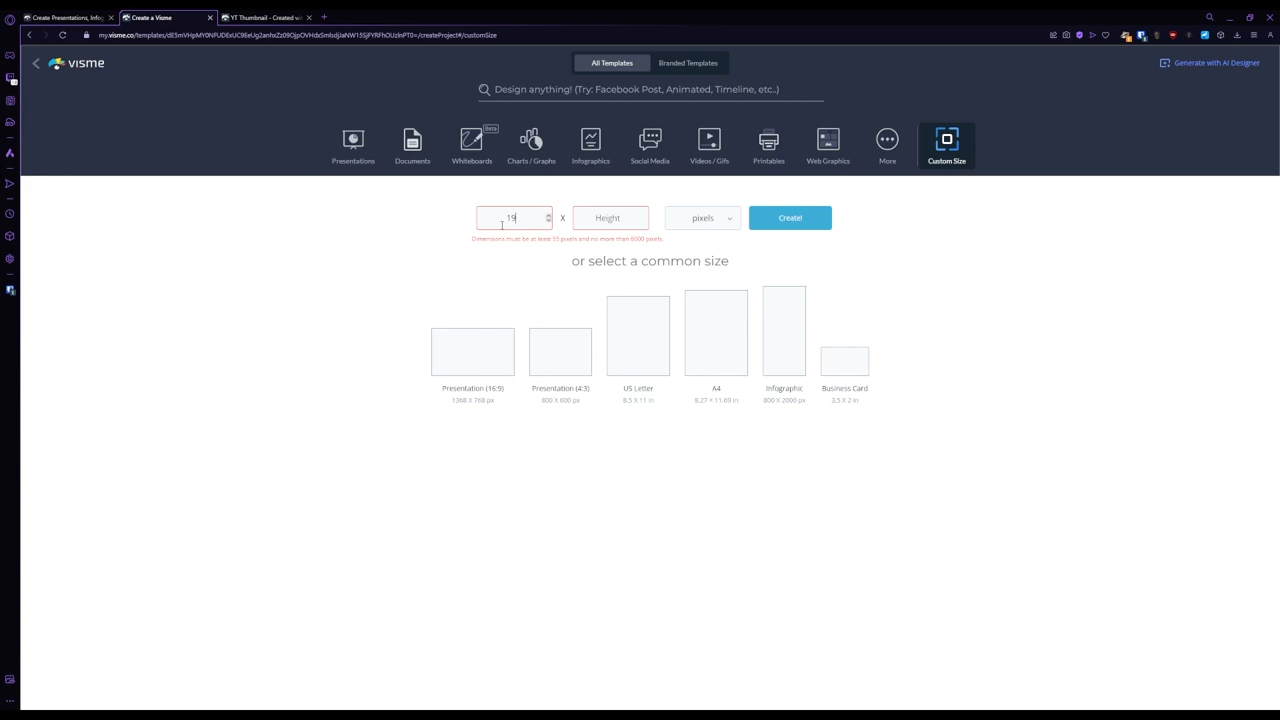 Create Presentations, Infog
Create a Visme
YT Thumbnail - Created wi
visme
All Templates
Branded Templates
Generate with AI Designer
Design anything! (Try: Facebook Post, Animated, Timeline, etc..)
Beta
Presentations
Documents
Whiteboards
Charts / Graphs
Infographics
Social Media
Videos / Gifs
Printables
Web Graphics
More
Custom Size
19
X
Height
pixels
Create!
Dimensions must be at least 55 pixels and no more than 6000 pixels.
or select a common size
Presentation (16:9)
Presentation (4:3)
US Letter
A4
Infographic
Business Card
1368 X 768 px
800 X 600 px
8.5 X 11 in
8.27 × 11.69 in
800 X 2000 px
3.5 X 2 in